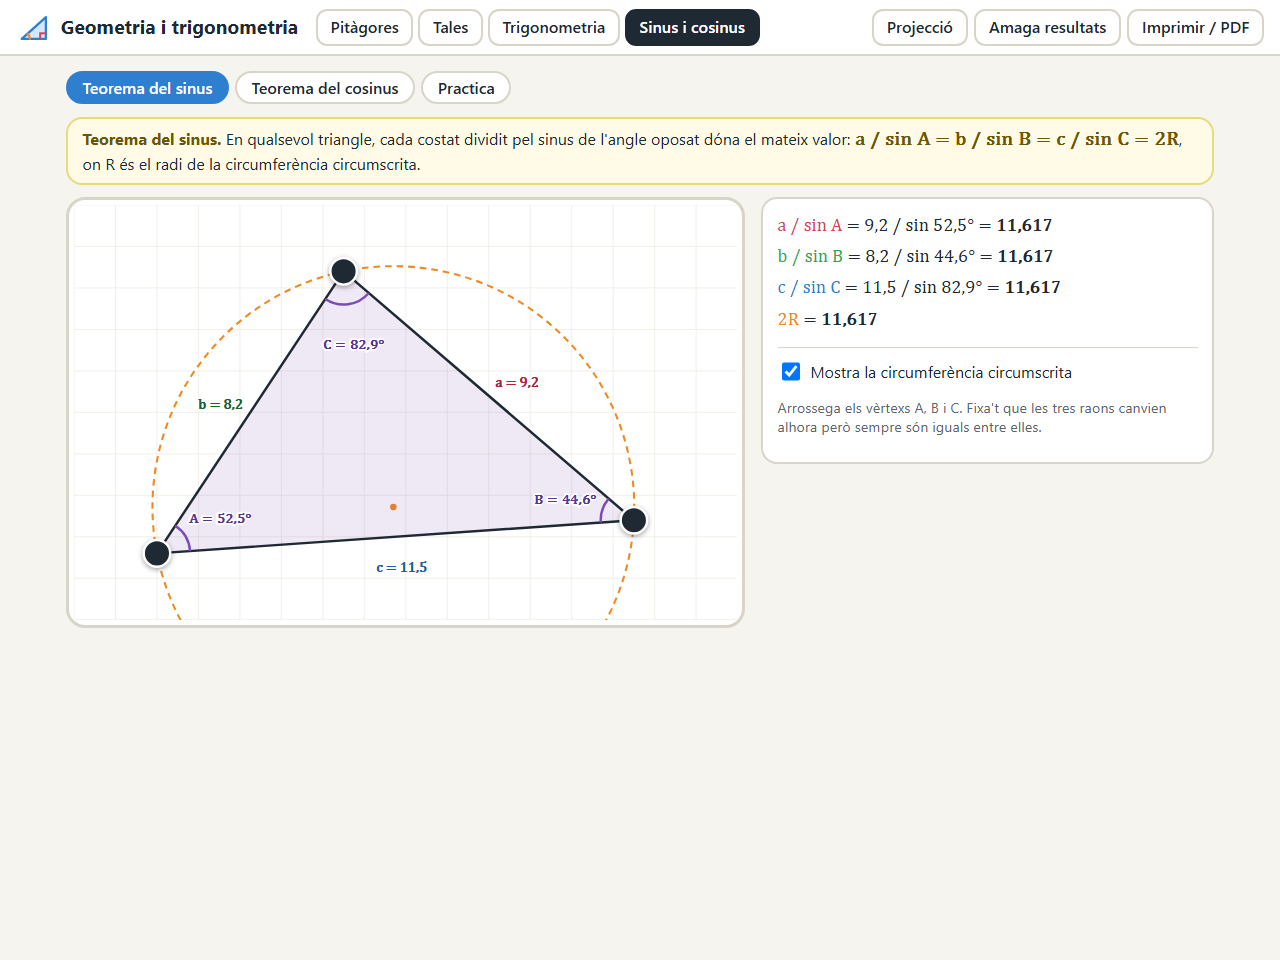 Geometria i trigonometria
Pitàgores
Tales
Trigonometria
Sinus i cosinus
Projecció
Amaga resultats
Imprimir / PDF
Teorema del sinus
Teorema del cosinus
Practica
Teorema del sinus. En qualsevol triangle, cada costat dividit pel sinus de l'angle oposat dóna el mateix valor: a / sin A = b / sin B = c / sin C = 2R,
on R és el radi de la circumferència circumscrita.
C = 82,9°
a = 9,2
b = 8,2
B = 44,6°
A = 52,5°
c = 11,5
a / sin A = 9,2 / sin 52,5° = 11,617
b / sin B = 8,2 / sin 44,6° = 11,617
c / sin C = 11,5 / sin 82,9° = 11,617
2R = 11,617
Mostra la circumferència circumscrita
Arrossega els vèrtexs A, B i C. Fixa't que les tres raons canvien
alhora però sempre són iguals entre elles.